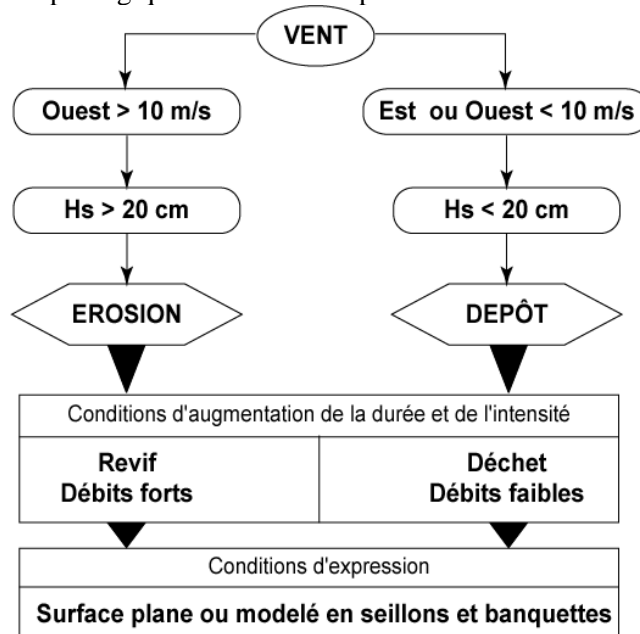 VENT
Ouest > 10 m/s
Est ou Ouest < 10 m/s
Hs > 20 cm
Hs < 20 cm
EROSION
DEPÔT
Conditions d'augmentation de la durée et de l'intensité
Revif
Débits forts
Déchet
Débits faibles
Conditions d'expression
Surface plane ou modelé en seillons et banquettes